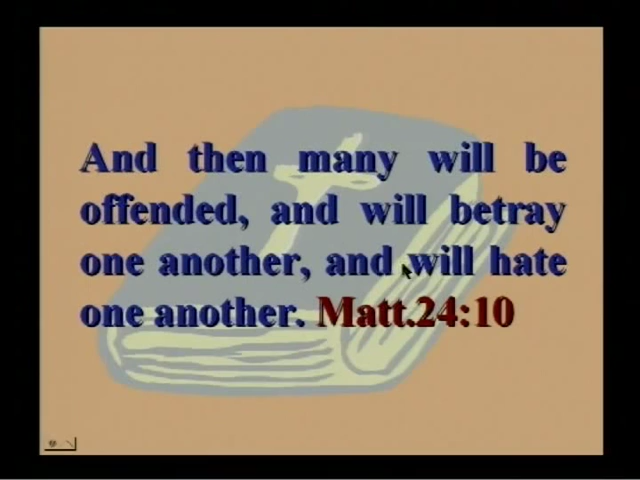 And then many will be
offended, and will betray
one another, and will hate
one another. Matt.24:10